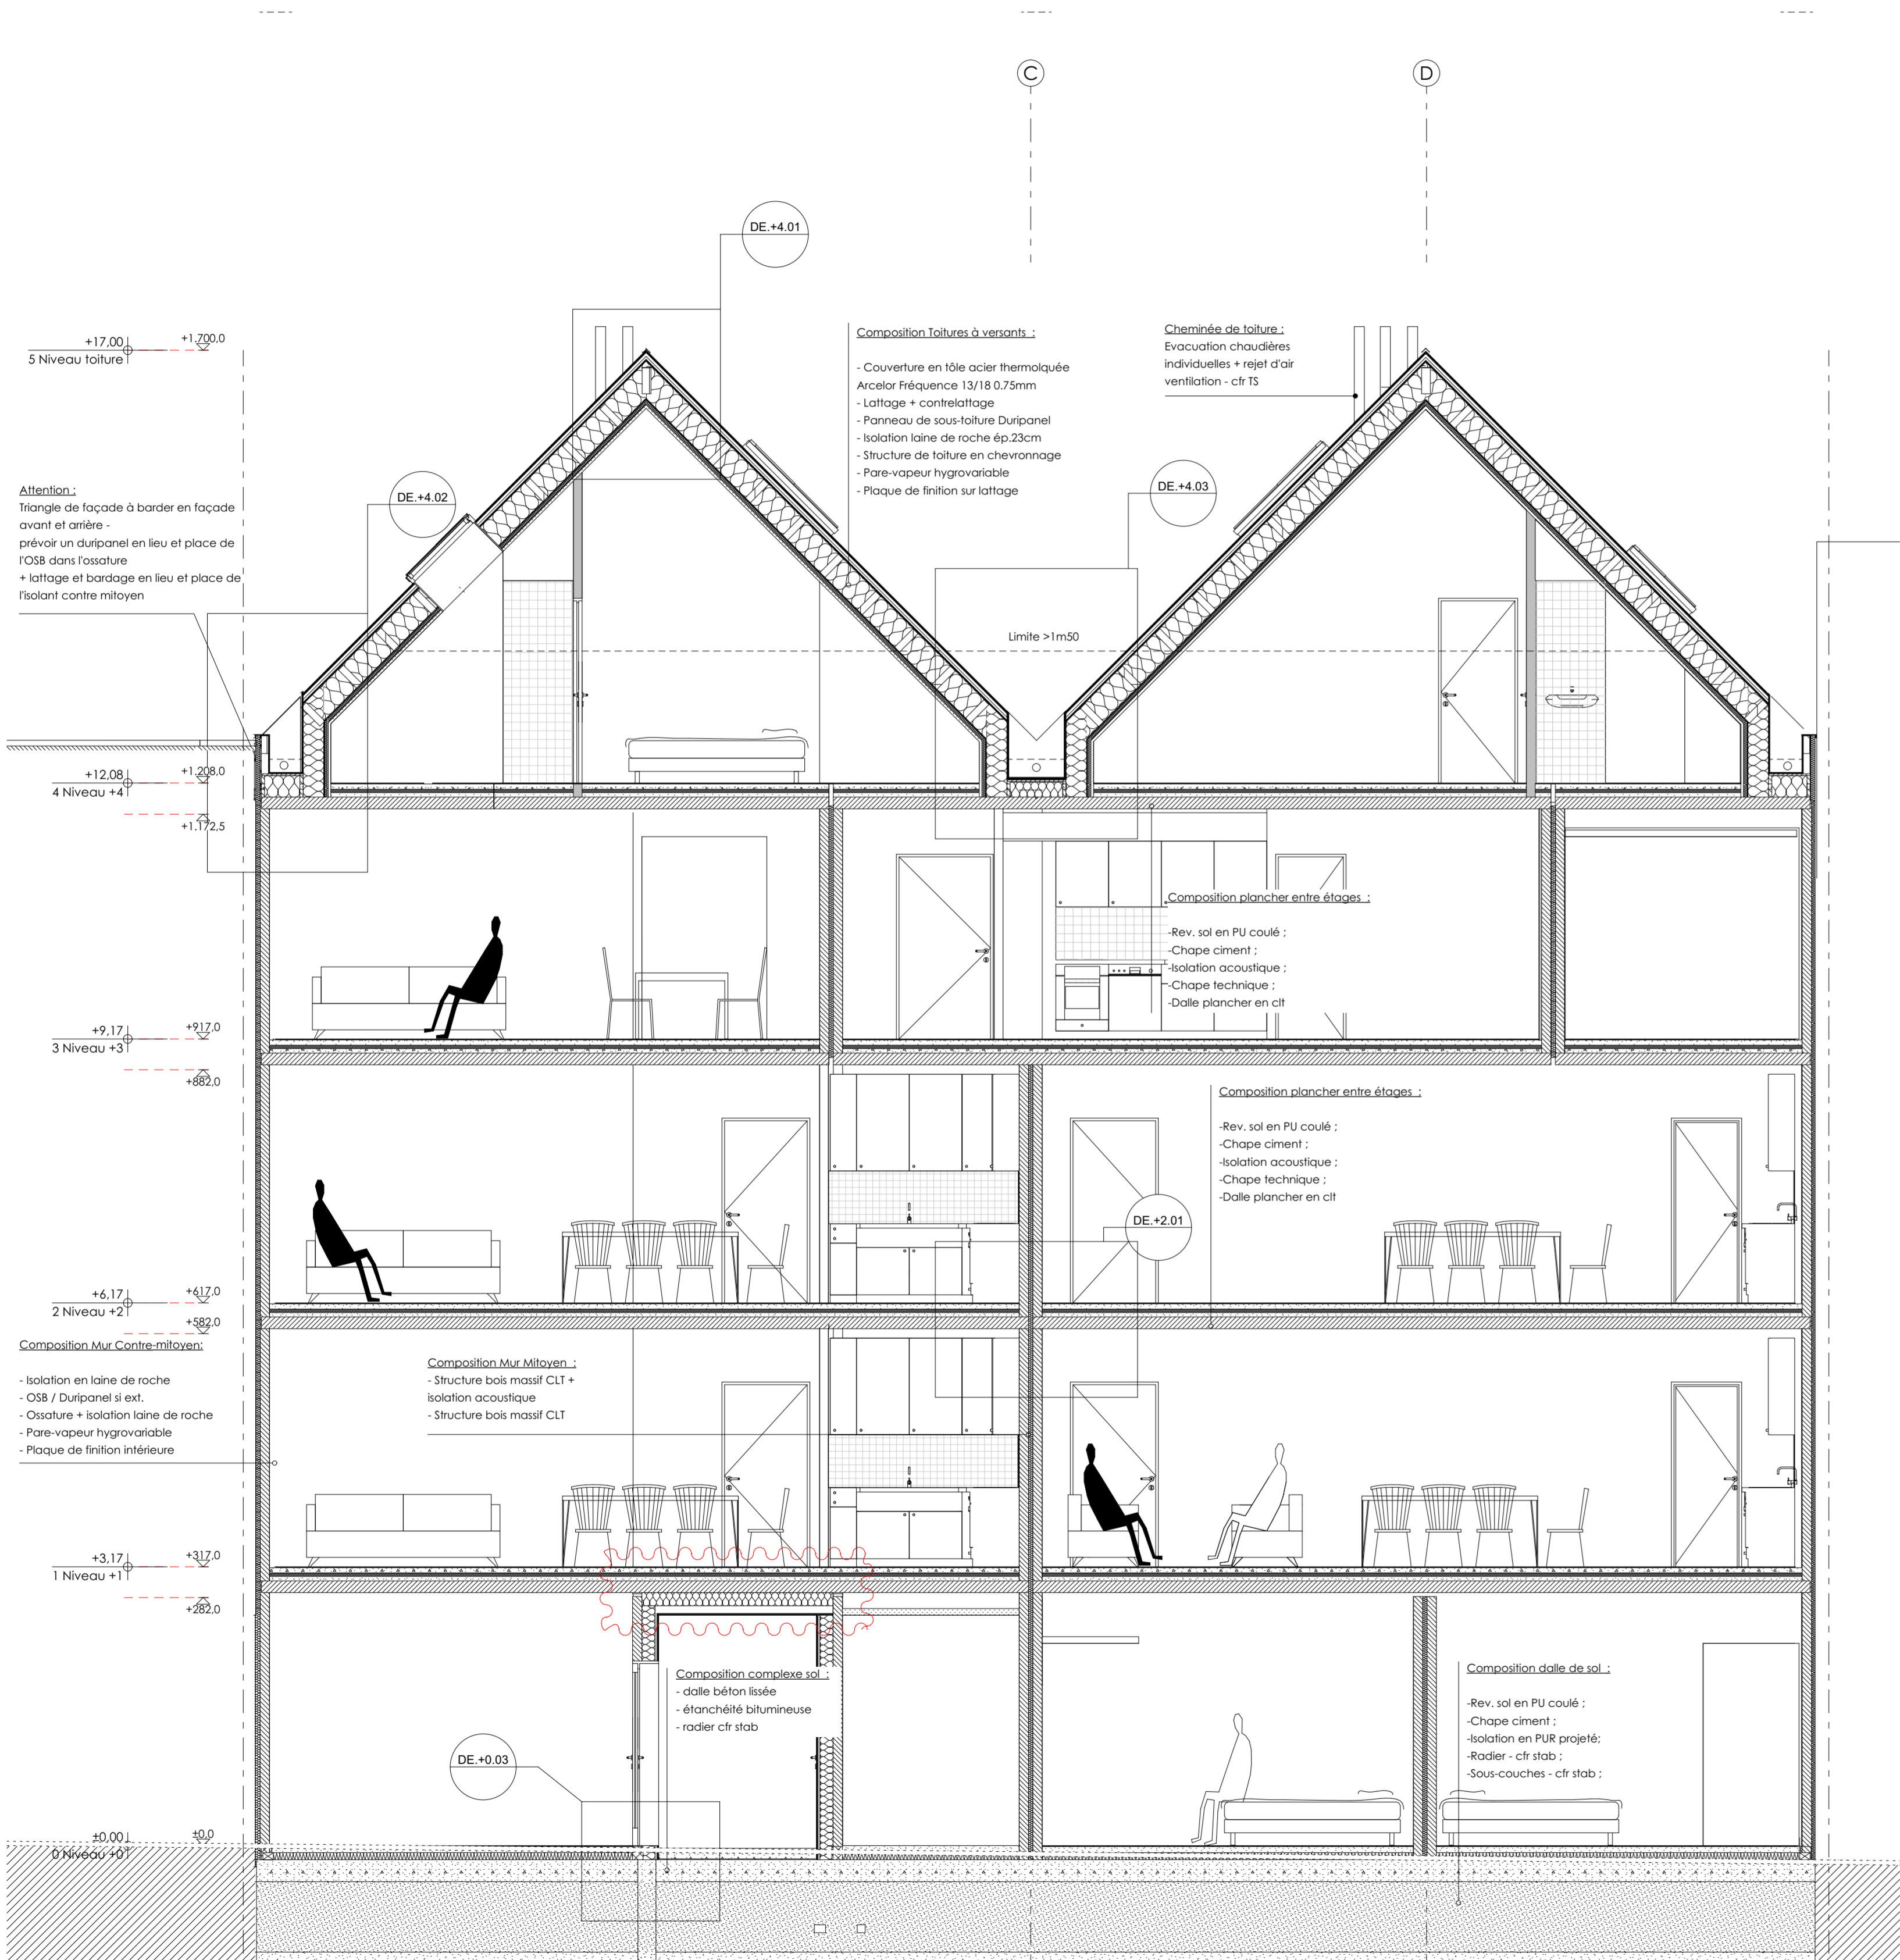 C
D
DE.+4.01
+17,00
+1.700,0
5 Niveau toiture
Composition Toitures à versants :
- Couverture en tôle acier thermolquée
Arcelor Fréquence 13/18 0.75mm
- Lattage + contrelattage
- Panneau de sous-toiture Duripanel
- Isolation laine de roche ép.23cm
- Structure de toiture en chevronnage
- Pare-vapeur hygrovariable
- Plaque de finition sur lattage
Cheminée de toiture :
Evacuation chaudières
individuelles + rejet d'air
ventilation - cfr TS
DE.+4.02
DE.+4.03
Attention :
Triangle de façade à barder en façade
avant et arrière -
prévoir un duripanel en lieu et place de
l'OSB dans l'ossature
+ lattage et bardage en lieu et place de
l'isolant contre mitoyen
Limite >1m50
+12,08
+1.208,0
4 Niveau +4
+1.172,5
Composition plancher entre étages :
-Rev. sol en PU coulé ;
-Chape ciment ;
-Isolation acoustique ;
-Chape technique ;
-Dalle plancher en clt
+9,17
+917,0
3 Niveau +3
+882,0
Composition plancher entre étages :
-Rev. sol en PU coulé ;
-Chape ciment ;
-Isolation acoustique ;
-Chape technique ;
-Dalle plancher en clt
DE.+2.01
+6,17
+617,0
2 Niveau +2
+582,0
Composition Mur Contre-mitoyen:
- Isolation en laine de roche
- OSB / Duripanel si ext.
- Ossature + isolation laine de roche
- Pare-vapeur hygrovariable
- Plaque de finition intérieure
Composition Mur Mitoyen :
- Structure bois massif CLT +
isolation acoustique
- Structure bois massif CLT
+3,17
+317,0
1 Niveau +1
+282,0
Composition complexe sol :
- dalle béton lissée
- étanchéité bitumineuse
- radier cfr stab
Composition dalle de sol :
-Rev. sol en PU coulé ;
-Chape ciment ;
-Isolation en PUR projeté;
-Radier - cfr stab ;
-Sous-couches - cfr stab ;
DE.+0.03
±0,00
±0,0
0 Niveau +0